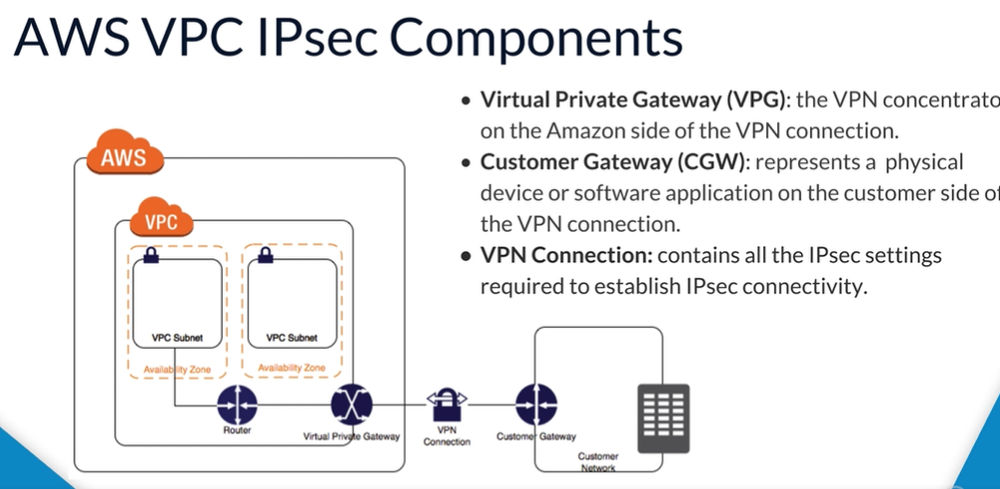 AWS VPC IPsec Components
• Virtual Private Gateway (VPG): the VPN concentrato
on the Amazon side of the VPN connection.
• Customer Gateway (CGW): represents a physical
device or software application on the customer side of
the VPN connection.
• VPN Connection: contains all the IPsec settings
required to establish IPsec connectivity.
AWS
VPC
VPC Subnet
VPC Subnet
Availability Zone
Availability Zone
Router
Virtual Private Gateway
VPN
Connection
Customer Gateway
Customer
Network